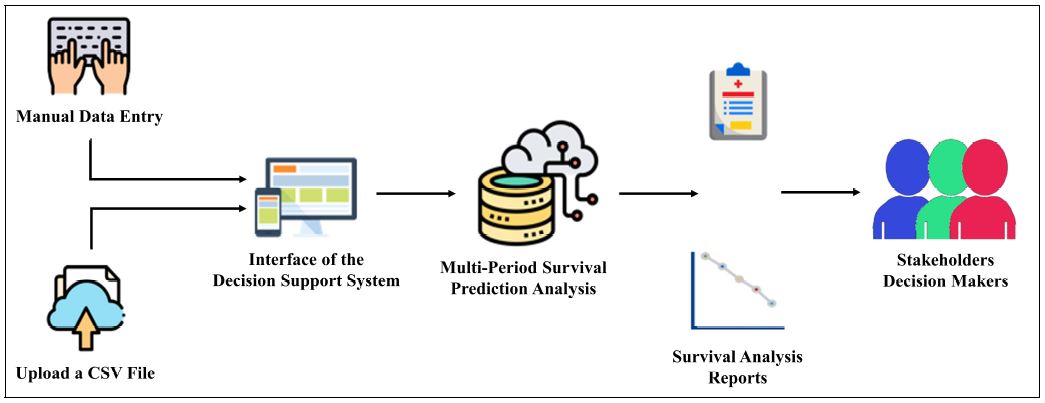 Manual Data Entry
Upload a CSV File
Interface of the
Decision Support System
Multi-Period Survival
Prediction Analysis
Survival Analysis
Reports
Stakeholders
Decision Makers